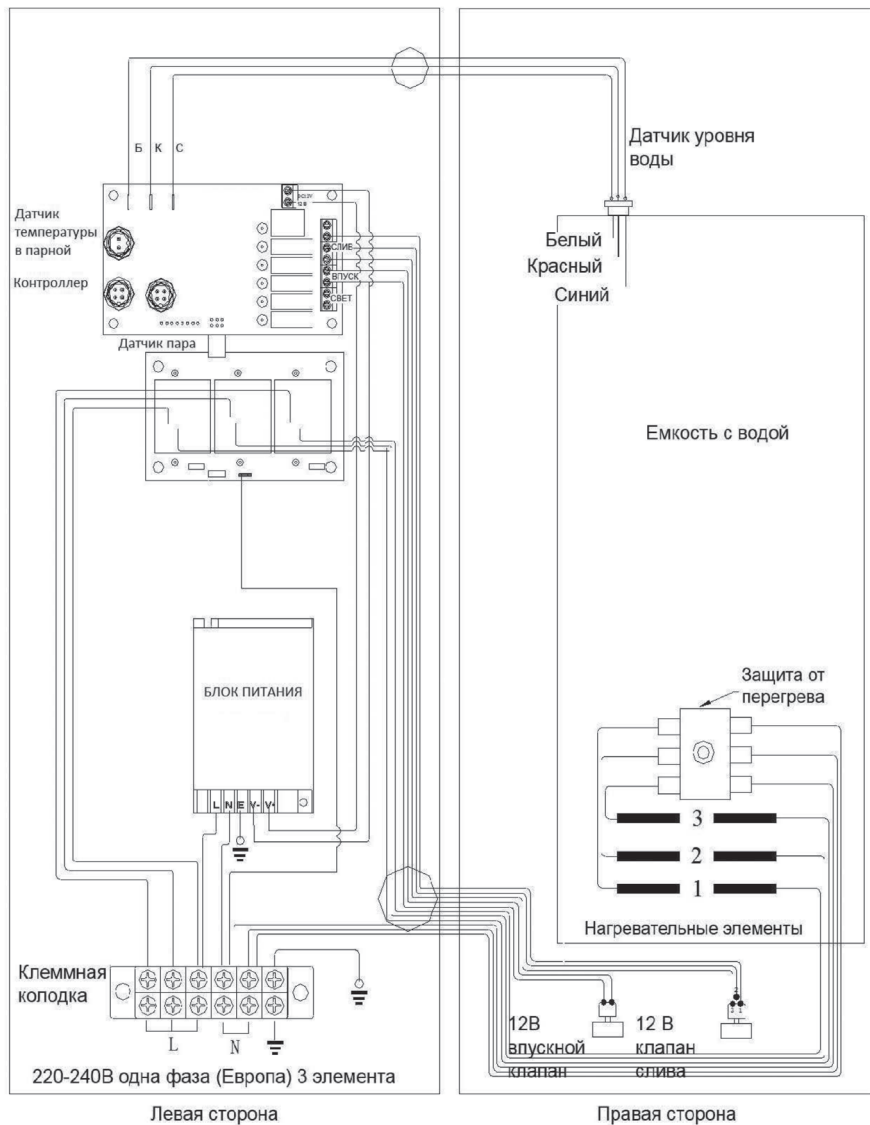 Датчик уровня
воды
Б К С
DC12V
12 В
Датчик
температуры
в парной
СЛИВ
Белый
Красный
Контроллер
ВПУСК
СВЕТ
Синий
Датчик пара
Емкость с водой
БЛОК ПИТАНИЯ
Защита от
перегрева
L N E V- V+
3
2
1
Нагревательные элементы
Клеммная
колодка
L N
12В
впускной
клапан
12 В
клапан
слива
220-240В одна фаза (Европа) 3 элемента
Левая сторона
Правая сторона